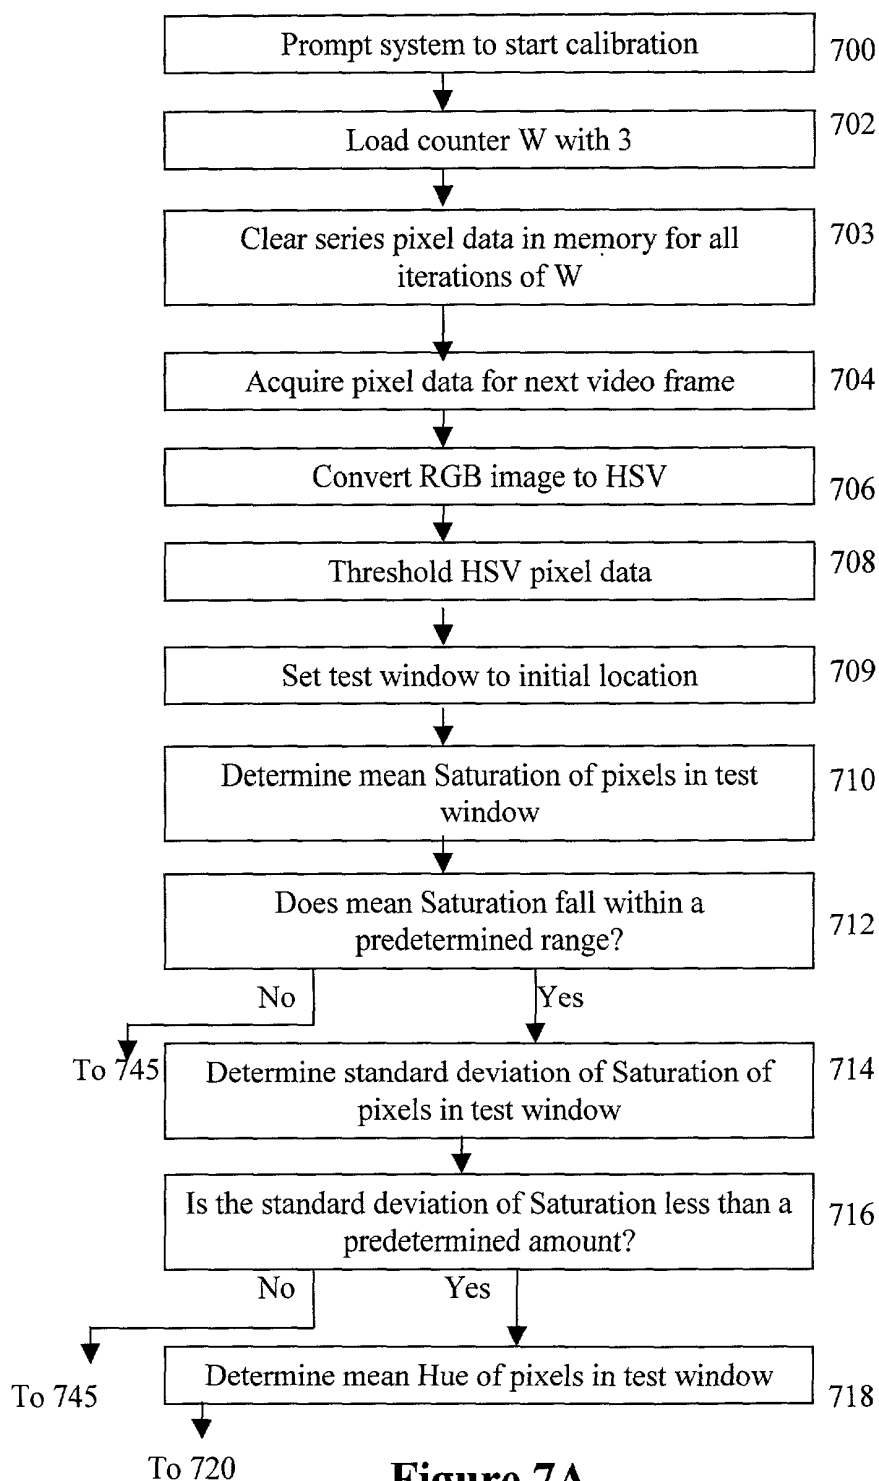 Prompt system to start calibration
700
Load counter W with 3
702
Clear series pixel data in memory for all
iterations of W
703
Acquire pixel data for next video frame
704
Convert RGB image to HSV
706
Threshold HSV pixel data
708
Set test window to initial location
709
Determine mean Saturation of pixels in test
window
710
Does mean Saturation fall within a
predetermined range?
712
No
Yes
To 745
Determine standard deviation of Saturation of
pixels in test window
714
Is the standard deviation of Saturation less than a
predetermined amount?
716
No
Yes
To 745
Determine mean Hue of pixels in test window
718
To 720
Figure 7A